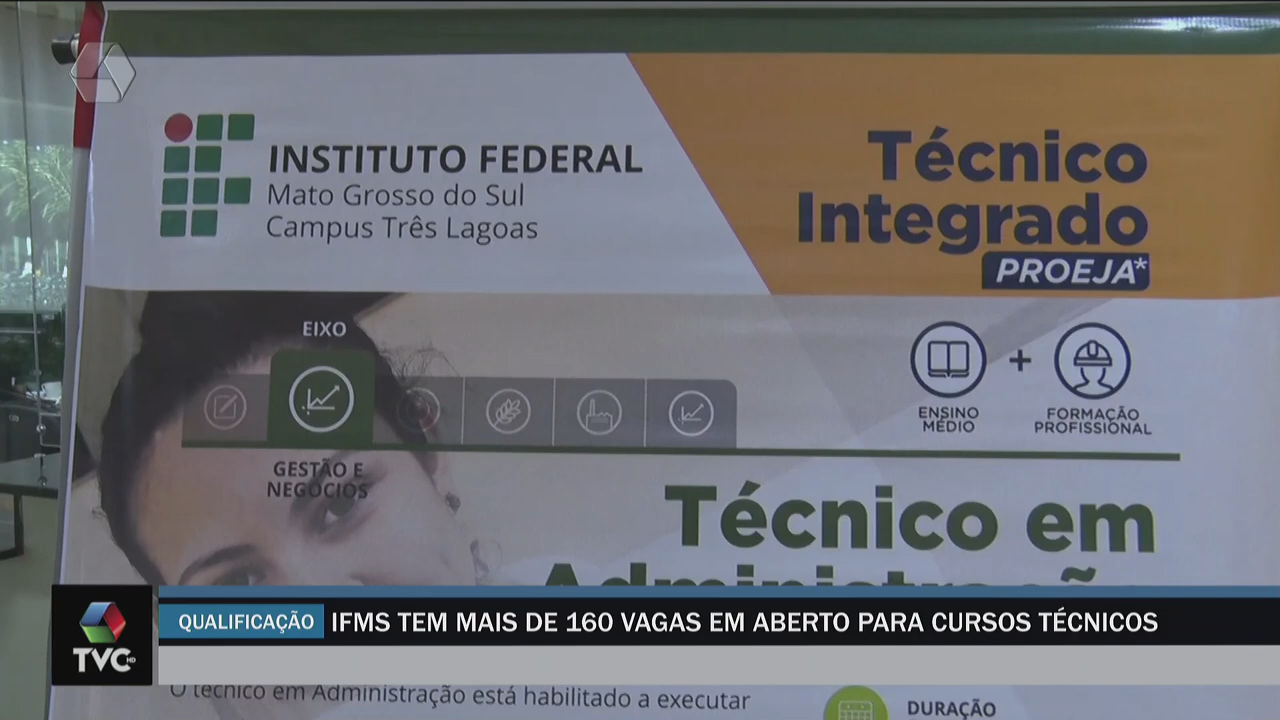 INSTITUTO FEDERAL
Mato Grosso do Sul
Campus Três Lagoas
Técnico
Integrado
PROEJA*
EIXO
GESTÃO E
NEGÓCIOS
ENSINO
MÉDIO
+
FORMAÇÃO
PROFISSIONAL
Técnico em
Administração
QUALIFICAÇÃO
IFMS TEM MAIS DE 160 VAGAS EM ABERTO PARA CURSOS TÉCNICOS
TVC HD
O técnico em Administração está habilitado a executar
DURAÇÃO